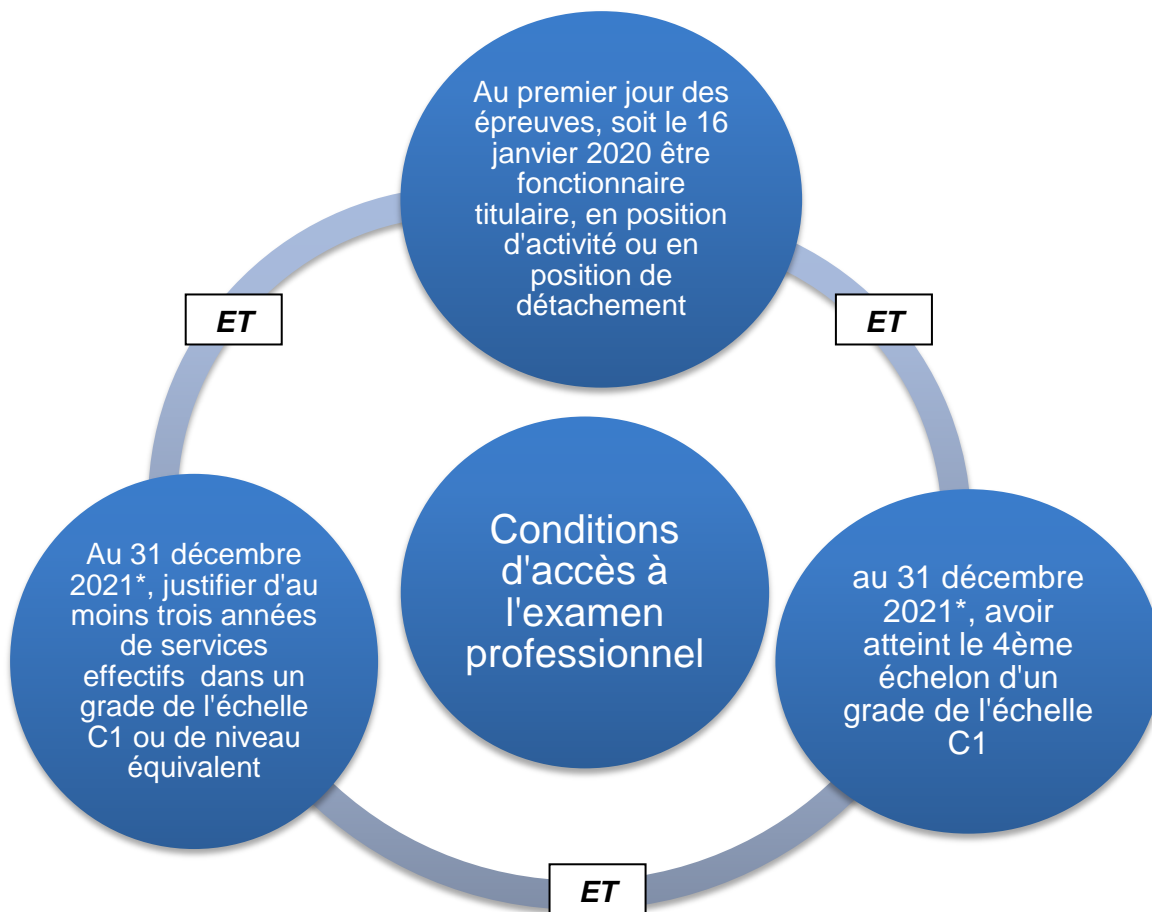 Au premier jour des
épreuves, soit le 16
janvier 2020 être
fonctionnaire
titulaire, en position
d'activité ou en
position de
détachement
ET
ET
Conditions
d'accès à
l'examen
professionnel
Au 31 décembre
2021*, justifier d'au
moins trois années
de services
effectifs  dans un
grade de l'échelle
C1 ou de niveau
équivalent
au 31 décembre
2021*, avoir
atteint le 4ème
échelon d'un
grade de l'échelle
C1
ET